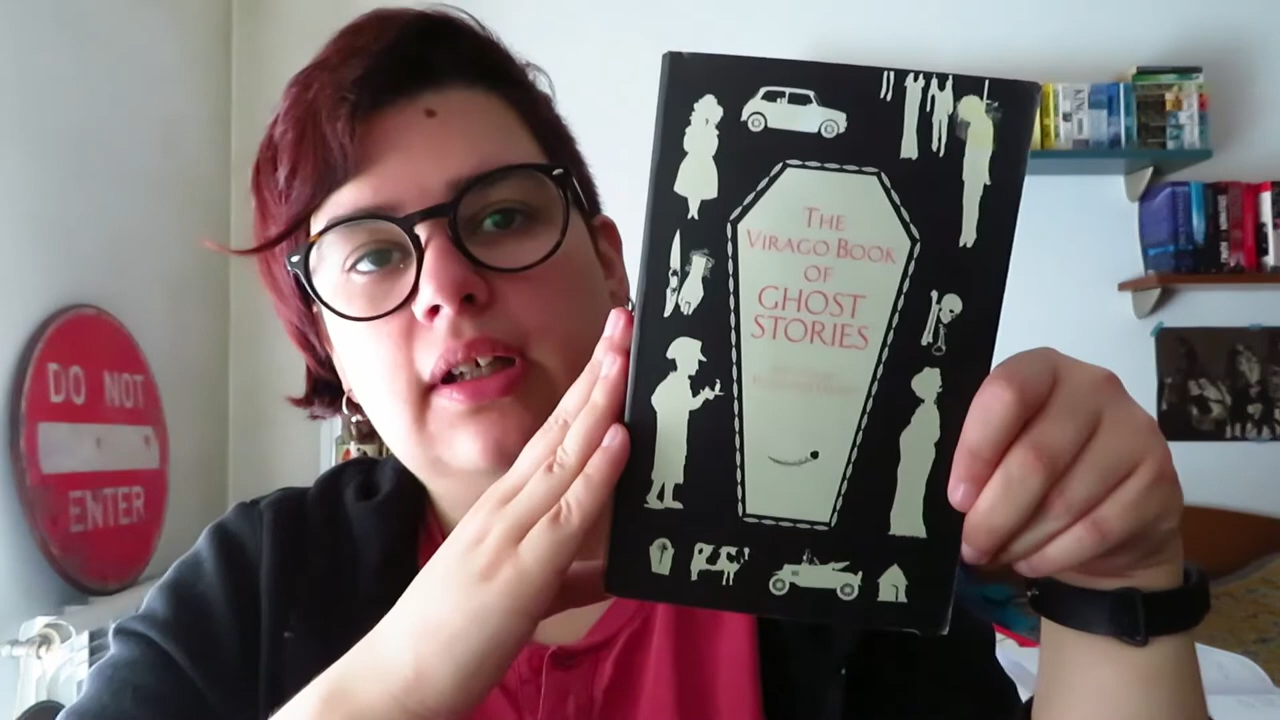 DO NOT
ENTER
THE
VIRAGO BOOK
OF
GHOST
STORIES